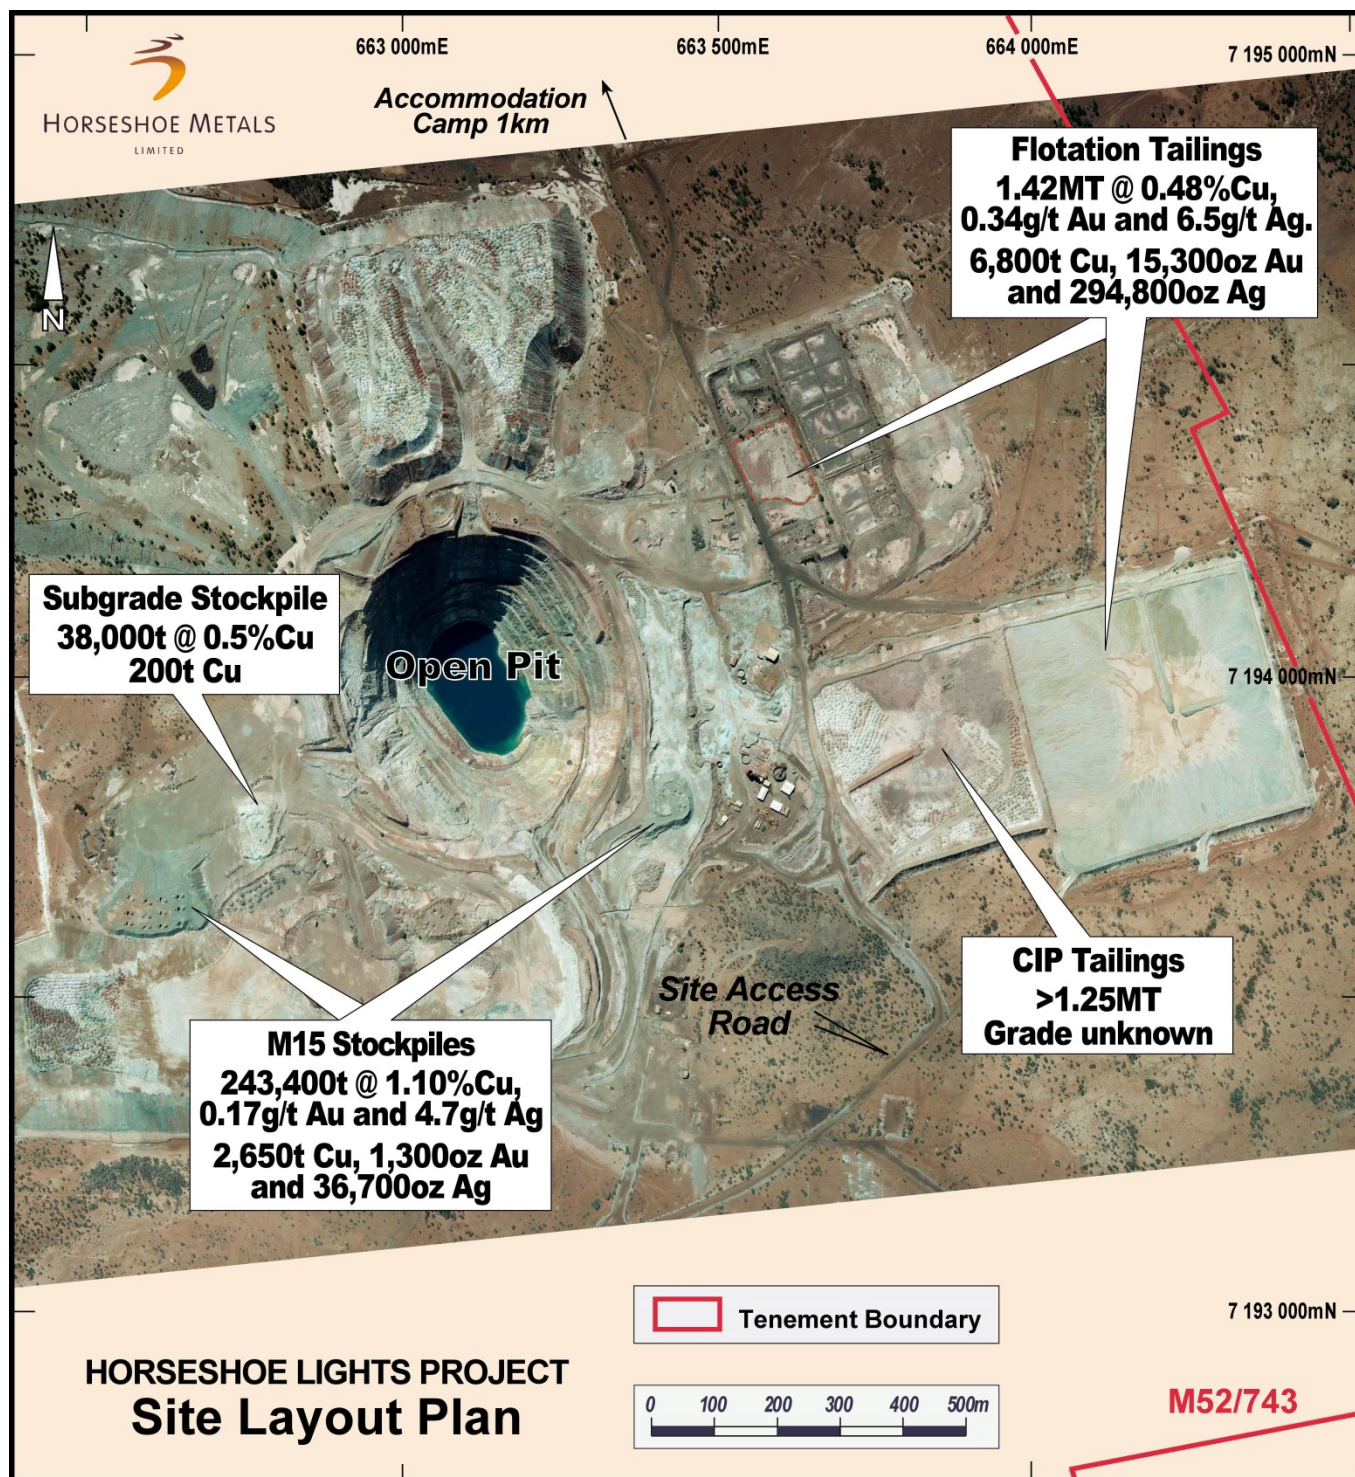 663 000mE
663 500mE
664 000mE
7 195 000mN
HORSESHOE METALS
LIMITED
Accommodation
Camp 1km
Flotation Tailings
1.42MT @ 0.48%Cu,
0.34g/t Au and 6.5g/t Ag.
6,800t Cu, 15,300oz Au
and 294,800oz Ag
N
Subgrade Stockpile
38,000t @ 0.5%Cu
200t Cu
Open Pit
7 194 000mN
CIP Tailings
>1.25MT
Grade unknown
Site Access
Road
M15 Stockpiles
243,400t @ 1.10%Cu,
0.17g/t Au and 4.7g/t Ag
2,650t Cu, 1,300oz Au
and 36,700oz Ag
7 193 000mN
Tenement Boundary
HORSESHOE LIGHTS PROJECT
Site Layout Plan
0 100 200 300 400 500m
M52/743